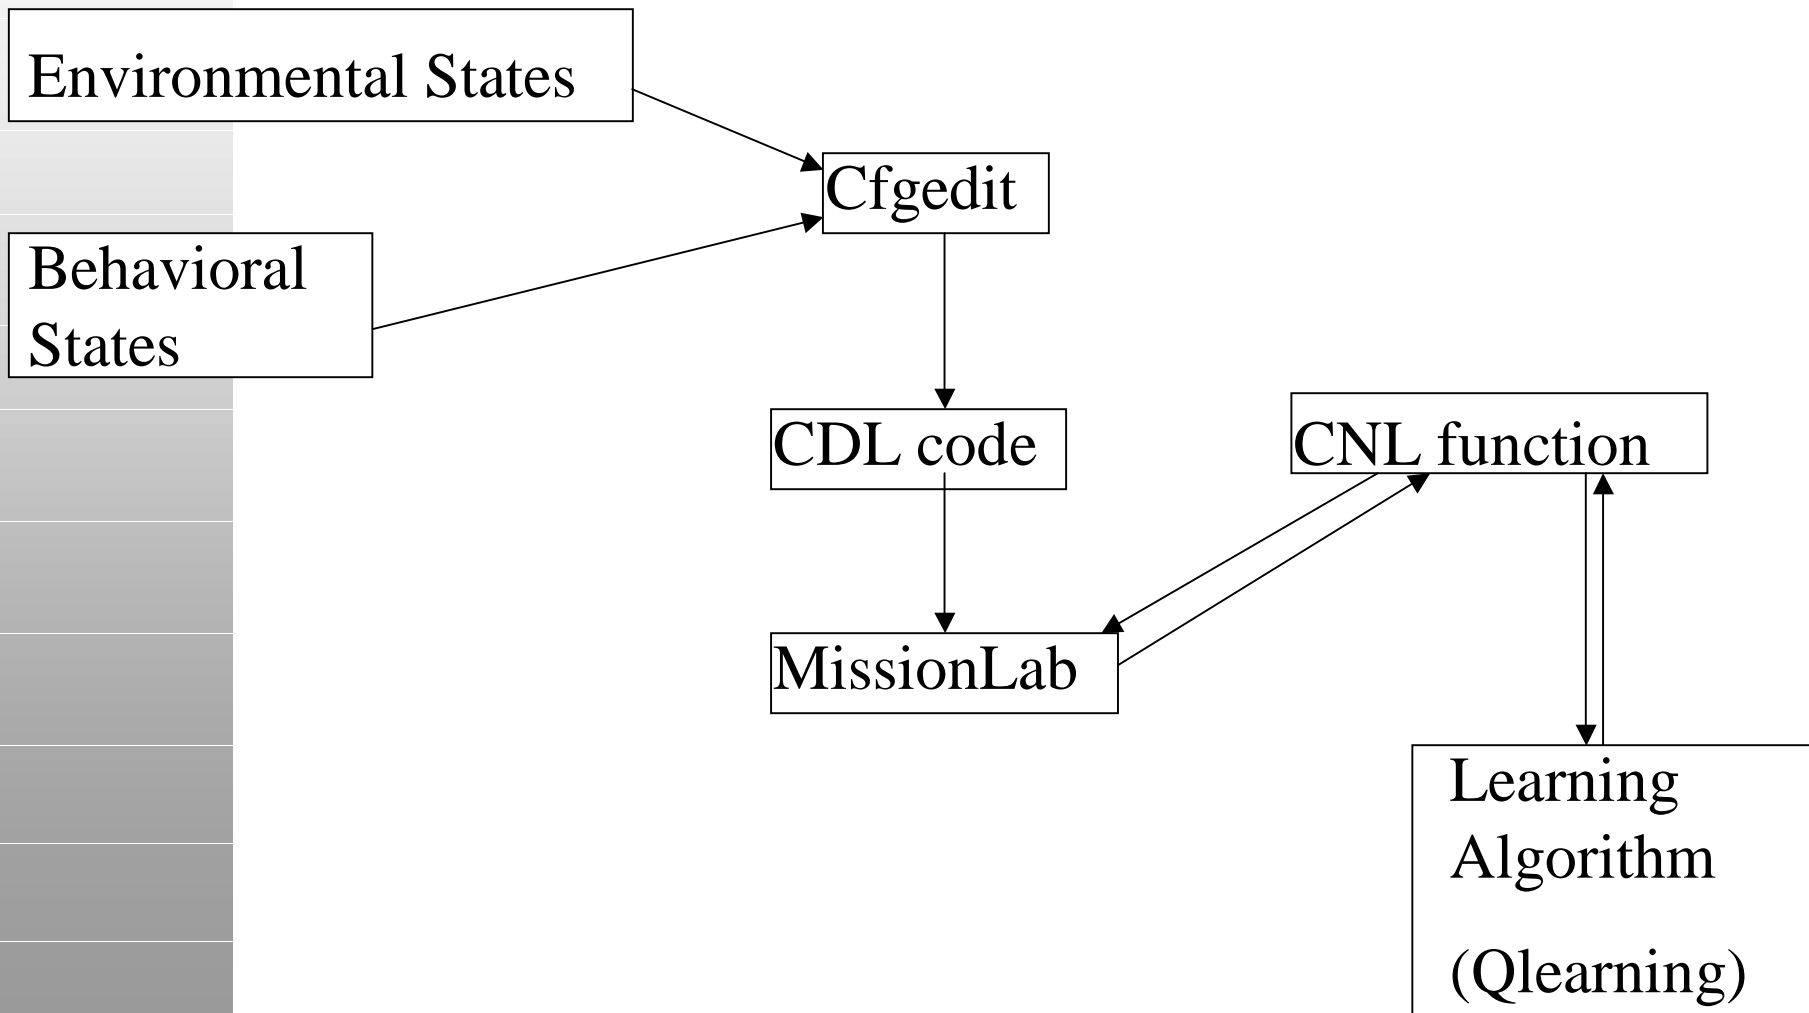 Environmental States
Cfgedit
Behavioral
States
CDL code
CNL function
MissionLab
Learning
Algorithm
(Qlearning)